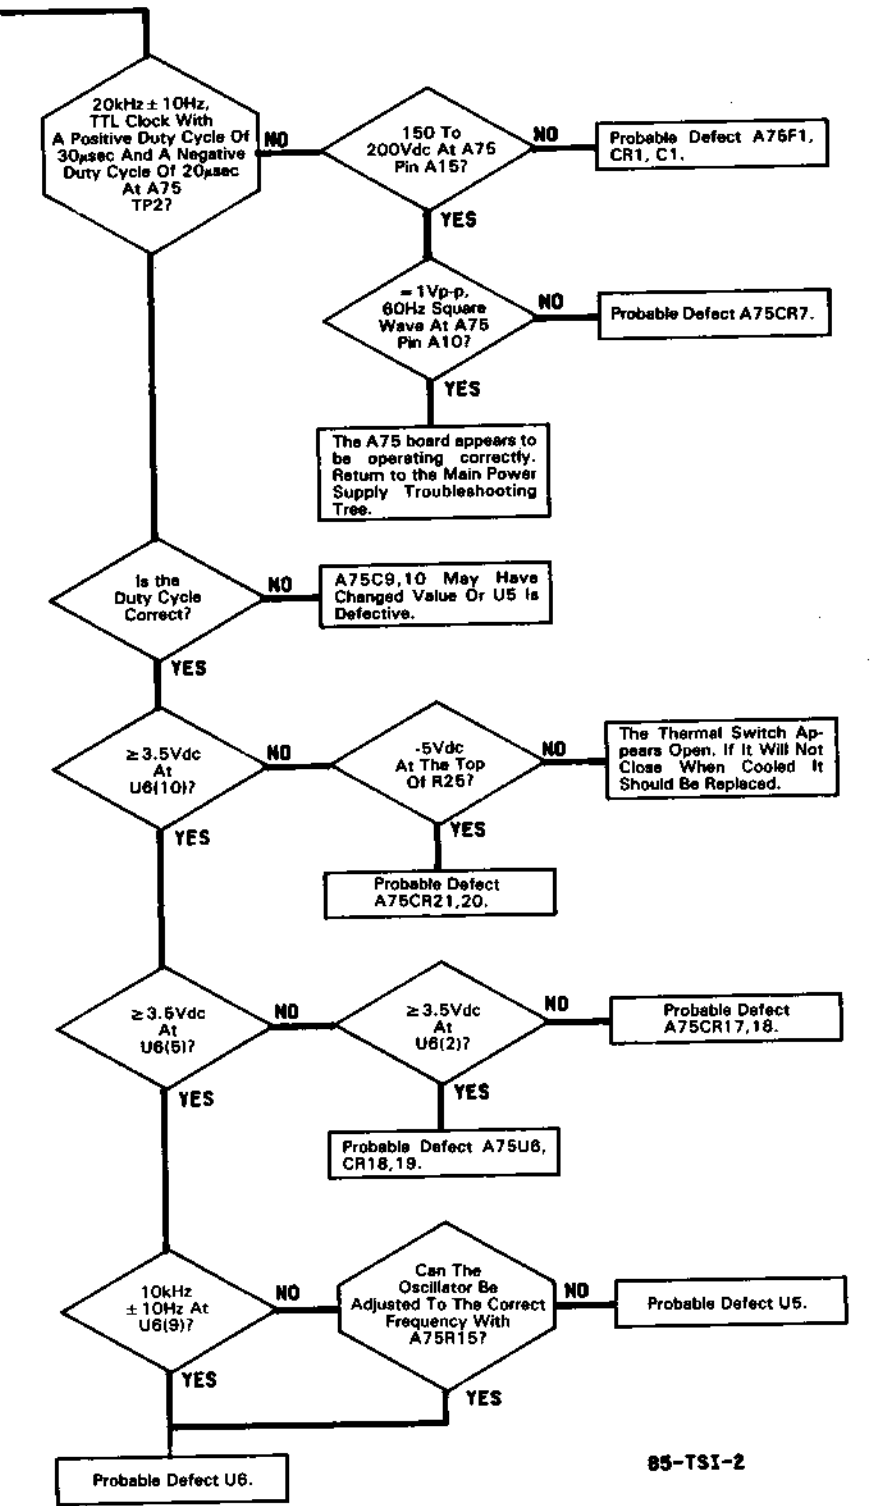 20kHz ± 10Hz,
TTL Clock With
A Positive Duty Cycle Of
30µsec And A Negative
Duty Cycle Of 20µsec
At A75
TP2?
NO
150 To
200Vdc At A75
Pin A15?
NO
Probable Defect A76F1,
CR1, C1.
YES
= 1Vp-p,
60Hz Square
Wave At A75
Pin A10?
NO
Probable Defect A75CR7.
YES
The A75 board appears to
be operating correctly.
Return to the Main Power
Supply Troubleshooting
Tree.
Is the
Duty Cycle
Correct?
NO
A75C9,10 May Have
Changed Value Or U5 Is
Defective.
YES
≥3.5Vdc
At
U6(10)?
NO
-5Vdc
At The Top
Of R25?
NO
The Thermal Switch Ap-
pears Open. If It Will Not
Close When Cooled It
Should Be Replaced.
YES
YES
Probable Defect
A75CR21,20.
≥3.5Vdc
At
U6(5)?
NO
≥3.5Vdc
At
U6(2)?
NO
Probable Defect
A75CR17,18.
YES
YES
Probable Defect A75U6,
CR18,19.
10kHz
± 10Hz At
U6(9)?
NO
Can The
Oscillator Be
Adjusted To The Correct
Frequency With
A75R15?
NO
Probable Defect U5.
YES
YES
Probable Defect U6.
85-TSI-2